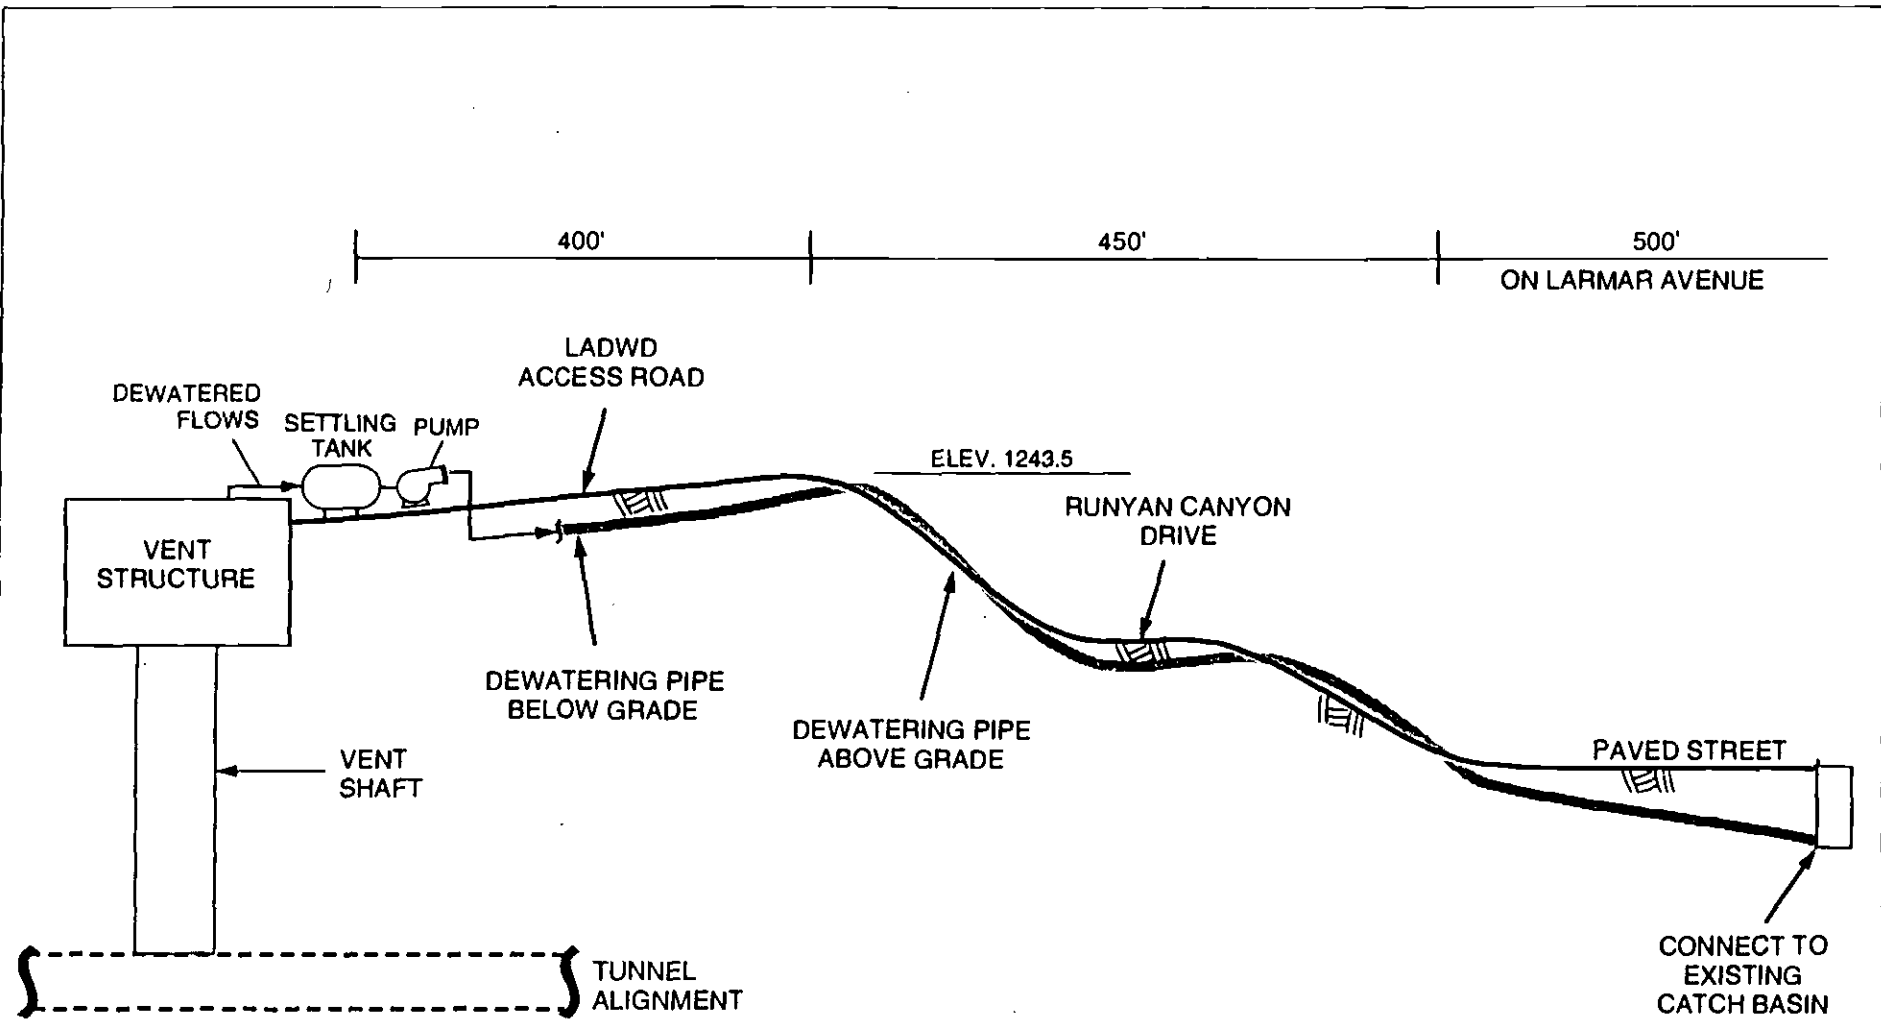 400'
450'
500'
ON LARMAR AVENUE
LADWD
ACCESS ROAD
DEWATERED
FLOWS
SETTLING
TANK
PUMP
ELEV. 1243.5
RUNYAN CANYON
DRIVE
VENT
STRUCTURE
DEWATERING PIPE
BELOW GRADE
DEWATERING PIPE
ABOVE GRADE
PAVED STREET
VENT
SHAFT
CONNECT TO
EXISTING
CATCH BASIN
TUNNEL
ALIGNMENT